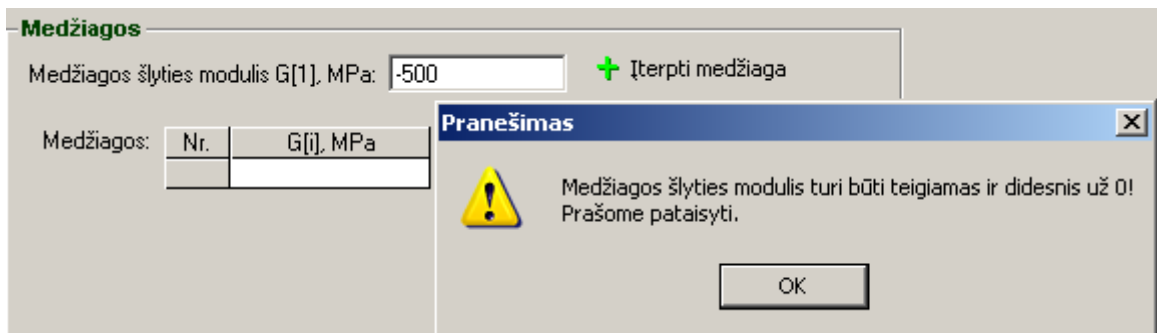 Medžiagos
Medžiagos šlyties modulis G[1], MPa: -500 Įterpti medžiaga
Medžiagos: Nr. G[i], MPa
Pranešimas
Medžiagos šlyties modulis turi būti teigiamas ir didesnis už 0!
Prašome pataisyti.
OK